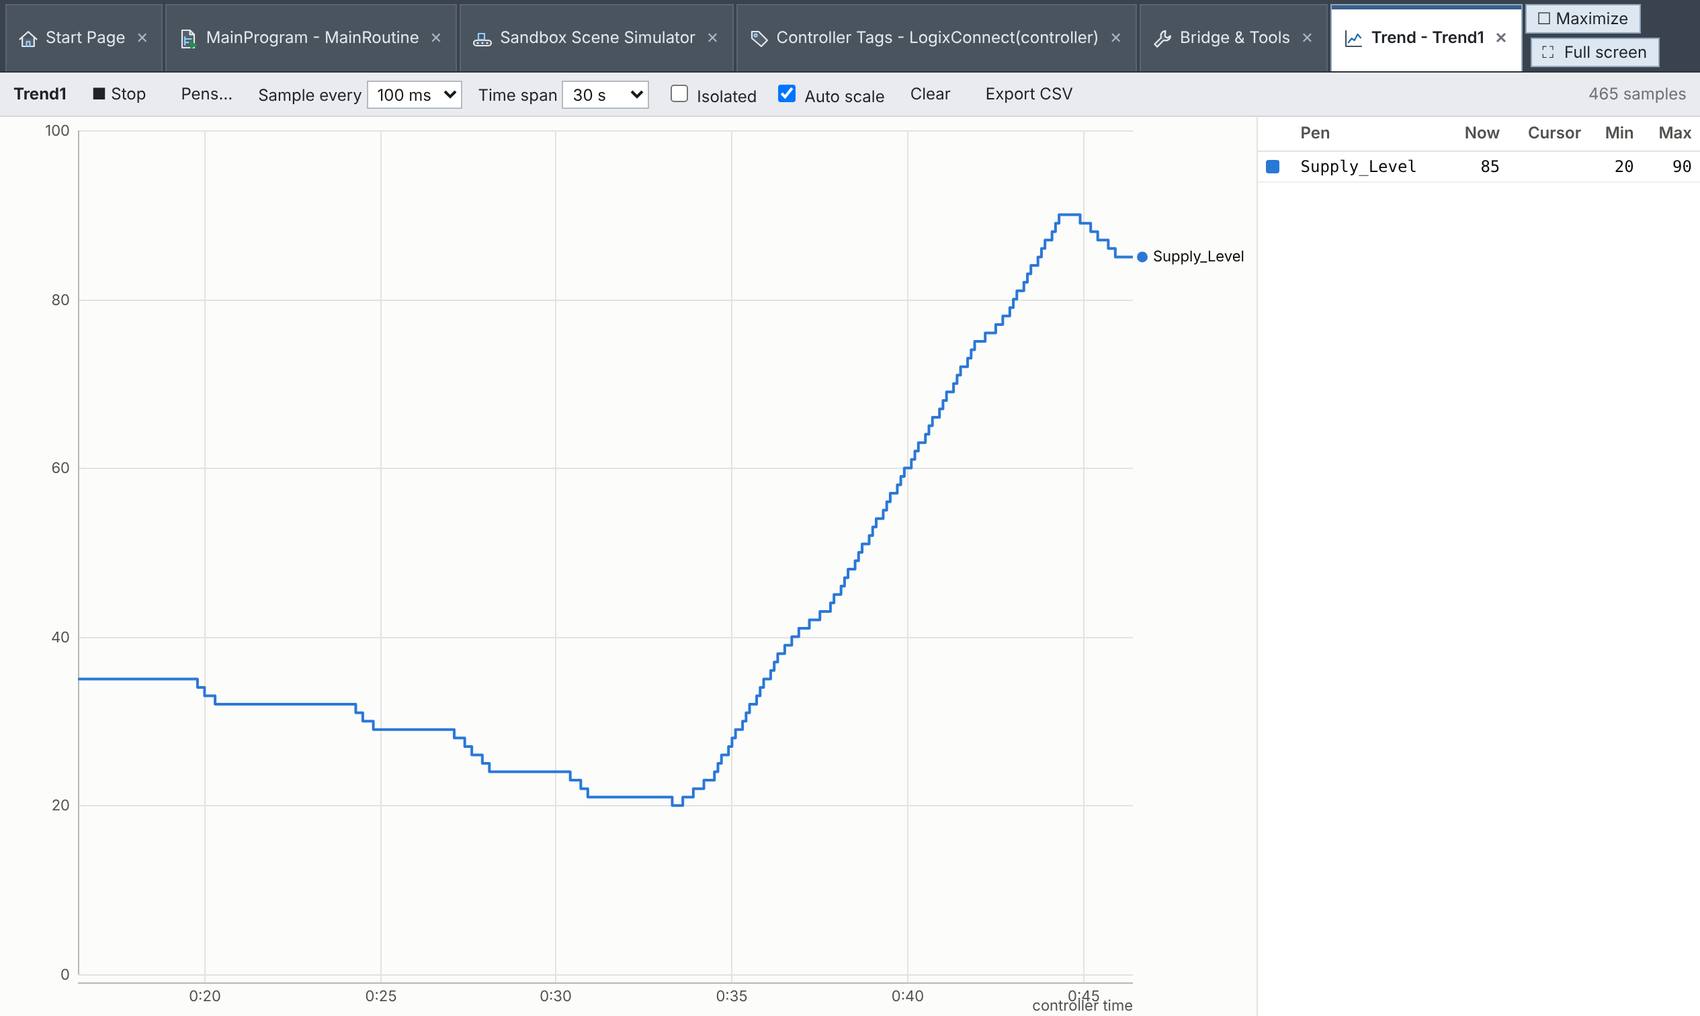 Start Page ×
MainProgram - MainRoutine ×
Sandbox Scene Simulator ×
Controller Tags - LogixConnect(controller) ×
Bridge & Tools ×
Trend - Trend1 ×
Maximize
Full screen
Trend1 Stop Pens... Sample every 100 ms Time span 30 s Isolated Auto scale Clear Export CSV 465 samples
Pen Now Cursor Min Max
Supply_Level 85 20 90
100
80
60
40
20
0
Supply_Level
0:20 0:25 0:30 0:35 0:40 0:45
controller time